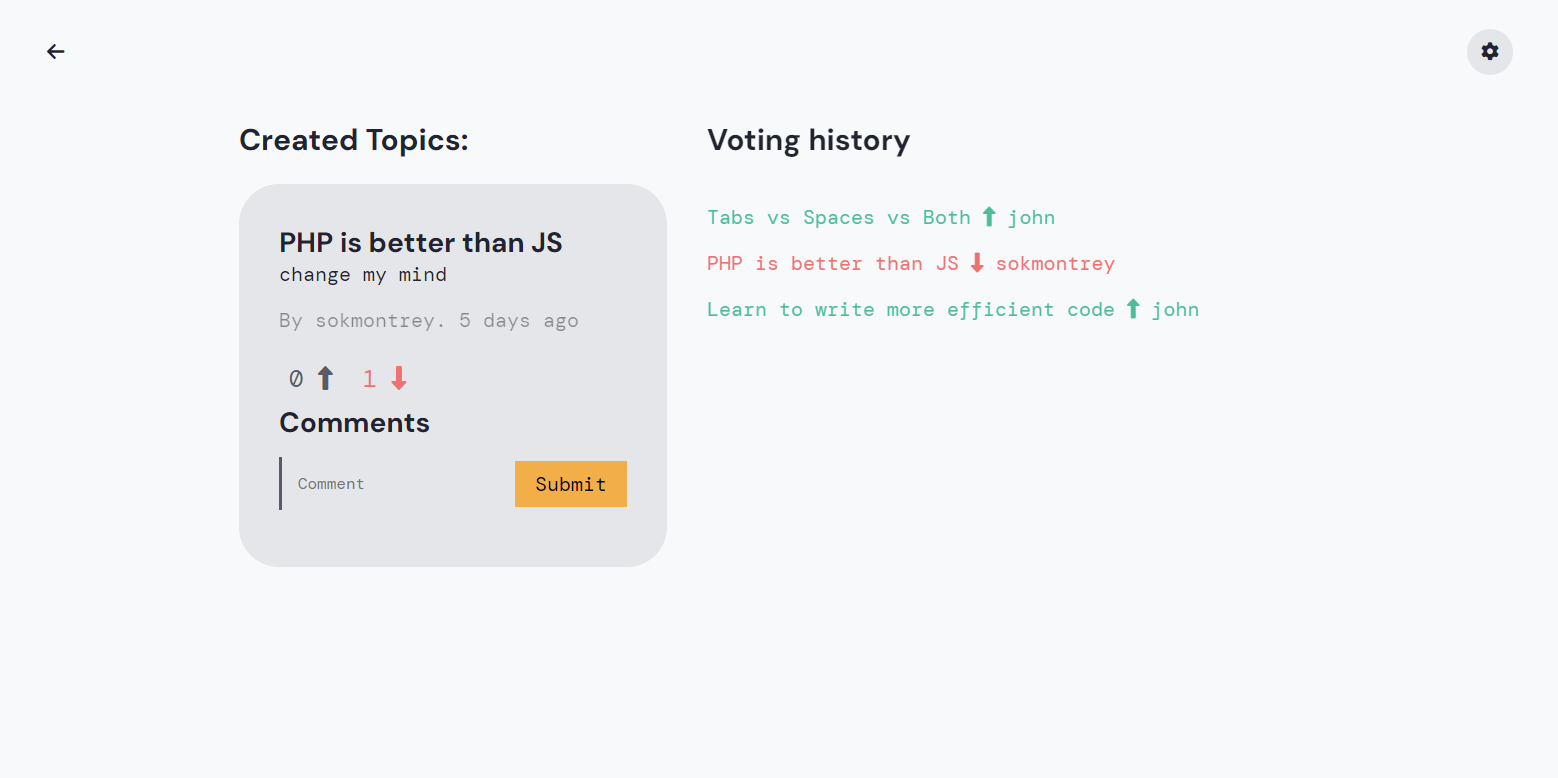 Created Topics:
PHP is better than JS
change my mind
By sokmontrey. 5 days ago
0 1
Comments
Comment
Submit
Voting history
Tabs vs Spaces vs Both ⬆ john
PHP is better than JS ⬇ sokmontrey
Learn to write more efficient code ⬆ john